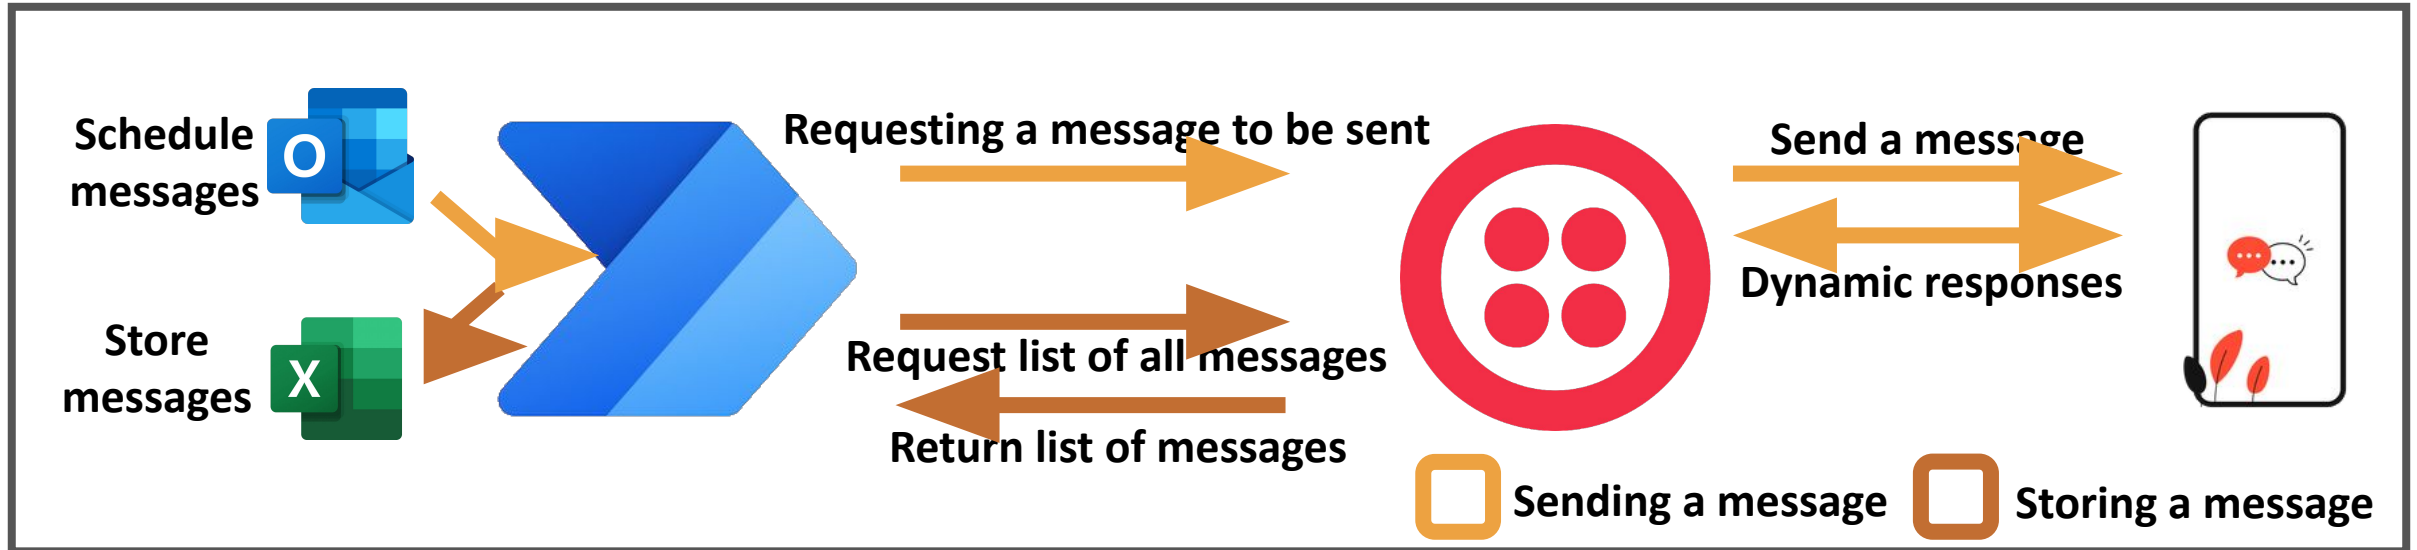 Schedule
messages
O
Store
messages
X
Requesting a message to be sent
Request list of all messages
Return list of messages
Send a message
Dynamic responses
Sending a message
Storing a message